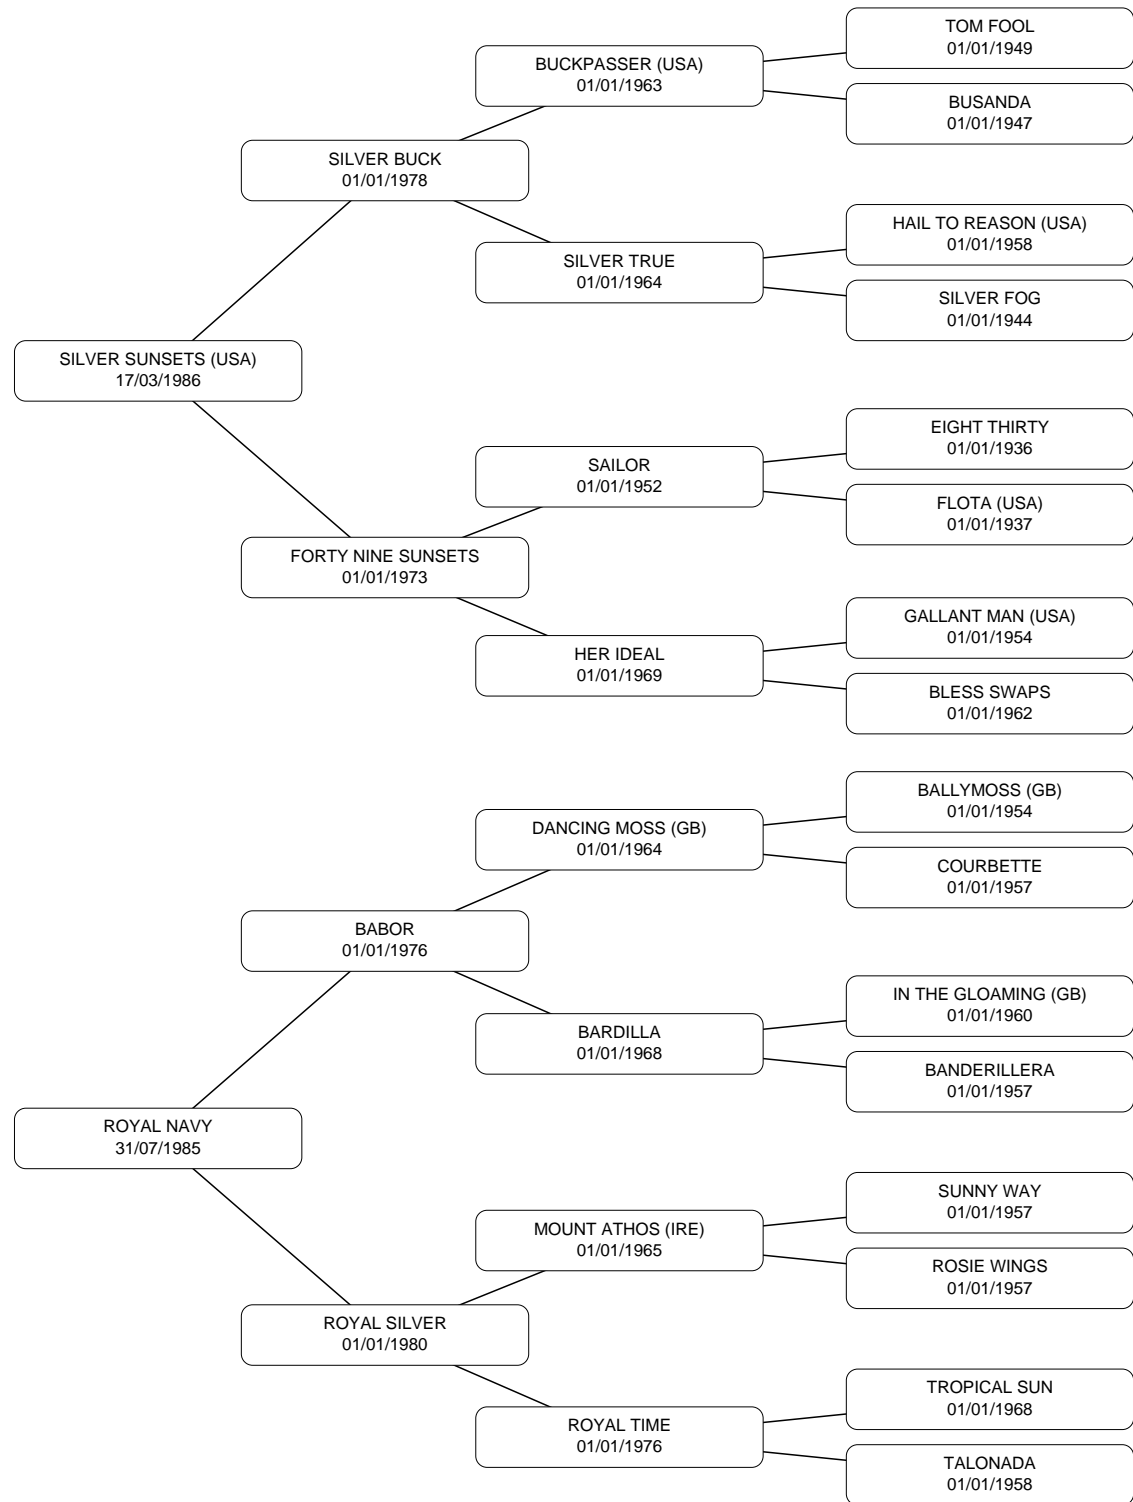 TOM FOOL
01/01/1949
BUCKPASSER (USA)
01/01/1963
BUSANDA
01/01/1947
SILVER BUCK
01/01/1978
HAIL TO REASON (USA)
01/01/1958
SILVER TRUE
01/01/1964
SILVER FOG
01/01/1944
SILVER SUNSETS (USA)
17/03/1986
EIGHT THIRTY
01/01/1936
SAILOR
01/01/1952
FLOTA (USA)
01/01/1937
FORTY NINE SUNSETS
01/01/1973
GALLANT MAN (USA)
01/01/1954
HER IDEAL
01/01/1969
BLESS SWAPS
01/01/1962
BALLYMOSS (GB)
01/01/1954
DANCING MOSS (GB)
01/01/1964
COURBETTE
01/01/1957
BABOR
01/01/1976
IN THE GLOAMING (GB)
01/01/1960
BARDILLA
01/01/1968
BANDERILLERA
01/01/1957
ROYAL NAVY
31/07/1985
SUNNY WAY
01/01/1957
MOUNT ATHOS (IRE)
01/01/1965
ROSIE WINGS
01/01/1957
ROYAL SILVER
01/01/1980
TROPICAL SUN
01/01/1968
ROYAL TIME
01/01/1976
TALONADA
01/01/1958